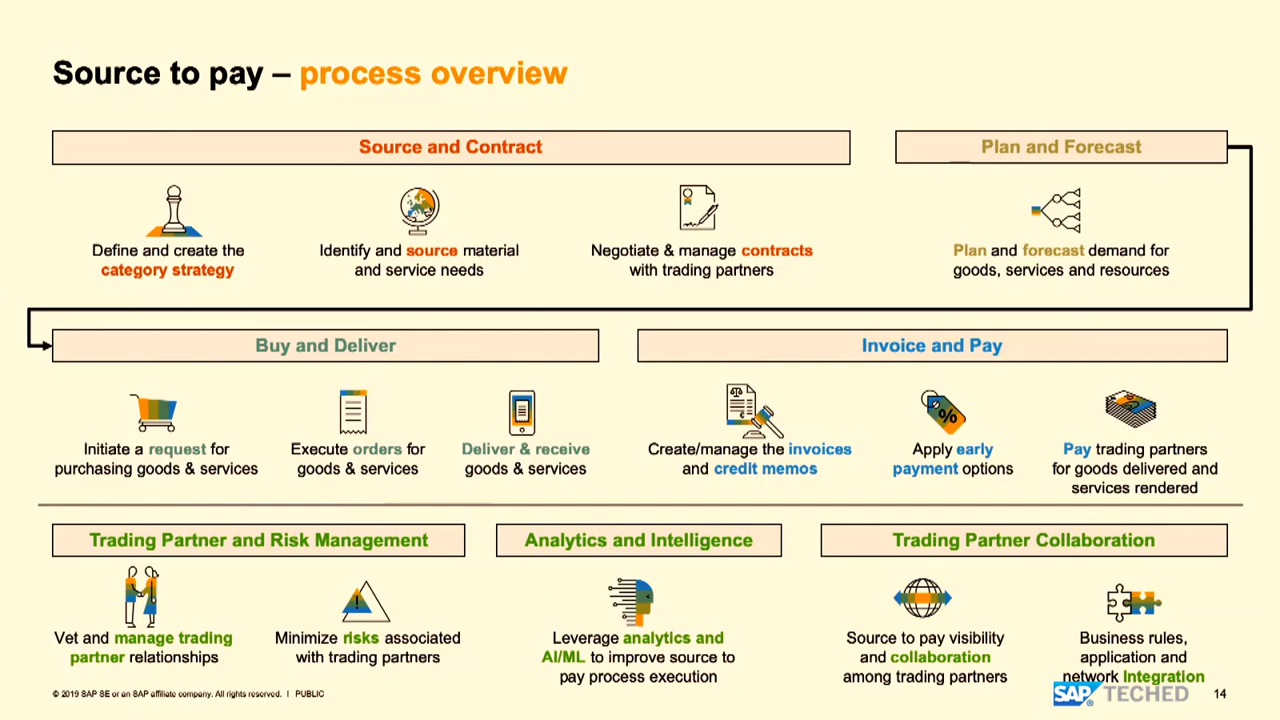 Source to pay – process overview
Source and Contract
Plan and Forecast
Define and create the
category strategy
Identify and source material
and service needs
Negotiate & manage contracts
with trading partners
Plan and forecast demand for
goods, services and resources
Buy and Deliver
Invoice and Pay
Initiate a request for
purchasing goods & services
Execute orders for
goods & services
Deliver & receive
goods & services
Create/manage the invoices
and credit memos
%
Apply early
payment options
Pay trading partners
for goods delivered and
services rendered
Trading Partner and Risk Management
Analytics and Intelligence
Trading Partner Collaboration
!
Vet and manage trading
partner relationships
Minimize risks associated
with trading partners
Leverage analytics and
AI/ML to improve source to
pay process execution
Source to pay visibility
and collaboration
among trading partners
Business rules,
application and
network Integration
© 2019 SAP SE or an SAP affiliate company. All rights reserved. I PUBLIC
SAP® TECHED
14